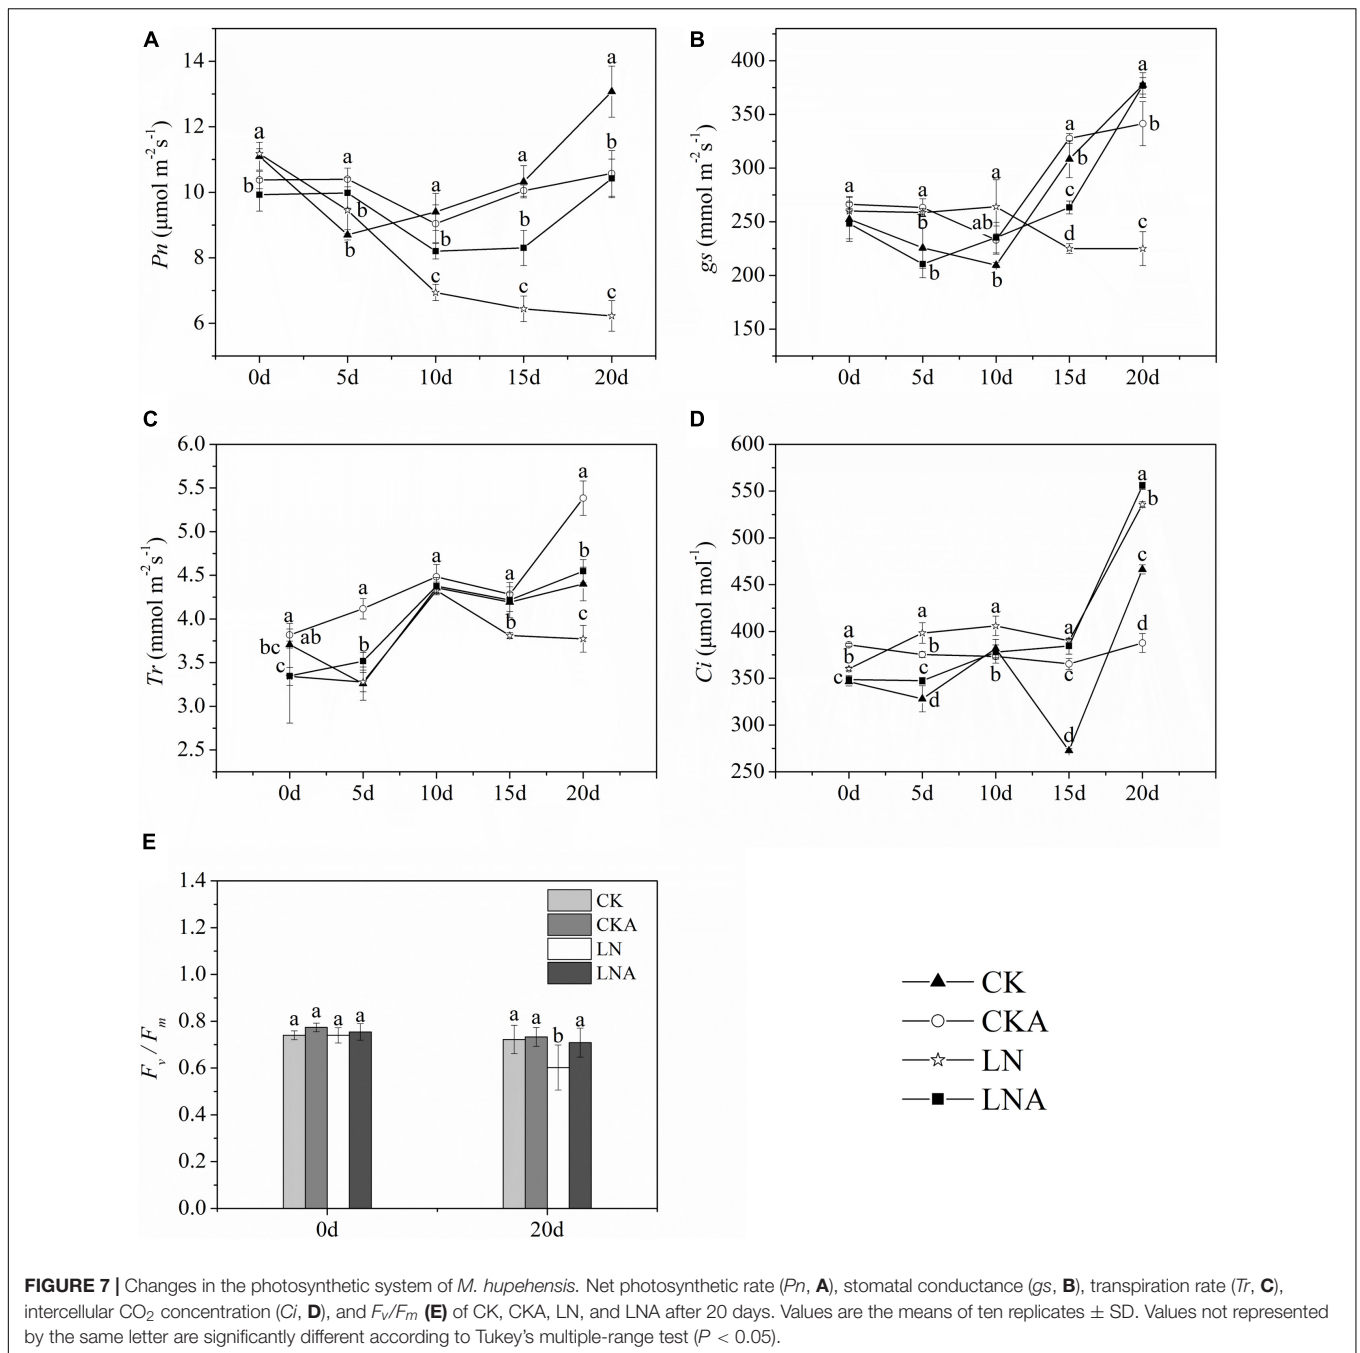 A
Pn (μmol m⁻²s⁻¹)
14
12
10
8
6
a
b
a
b
b
a
b
c
a
b
c
a
b
c
0d 5d 10d 15d 20d
B
gs (mmol m⁻²s⁻¹)
400
350
300
250
200
150
a
a
b
b
a
ab
b
a
b
c
d
a
b
c
0d 5d 10d 15d 20d
C
Tr (mmol m⁻²s⁻¹)
6.0
5.5
5.0
4.5
4.0
3.5
3.0
2.5
a
ab
bc
c
a
b
a
a
b
a
b
c
0d 5d 10d 15d 20d
D
Ci (μmol mol⁻¹)
600
550
500
450
400
350
300
250
a
b
c
a
b
c
d
a
b
a
c
d
a
b
c
d
0d 5d 10d 15d 20d
E
Fv / Fm
1.4
1.2
1.0
0.8
0.6
0.4
0.2
0.0
a a a a
a a b a
0d 20d
CK
CKA
LN
LNA
CK
CKA
LN
LNA
FIGURE 7 | Changes in the photosynthetic system of M. hupehensis. Net photosynthetic rate (Pn, A), stomatal conductance (gs, B), transpiration rate (Tr, C),
intercellular CO₂ concentration (Ci, D), and Fv/Fm (E) of CK, CKA, LN, and LNA after 20 days. Values are the means of ten replicates ± SD. Values not represented
by the same letter are significantly different according to Tukey's multiple-range test (P < 0.05).